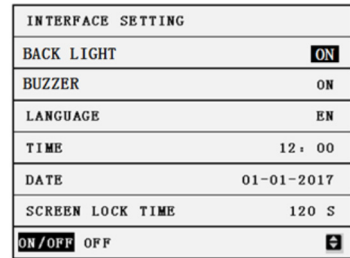 INTERFACE SETTING
BACK LIGHT ON
BUZZER ON
LANGUAGE EN
TIME 12: 00
DATE 01-01-2017
SCREEN LOCK TIME 120 S
ON/OFF OFF